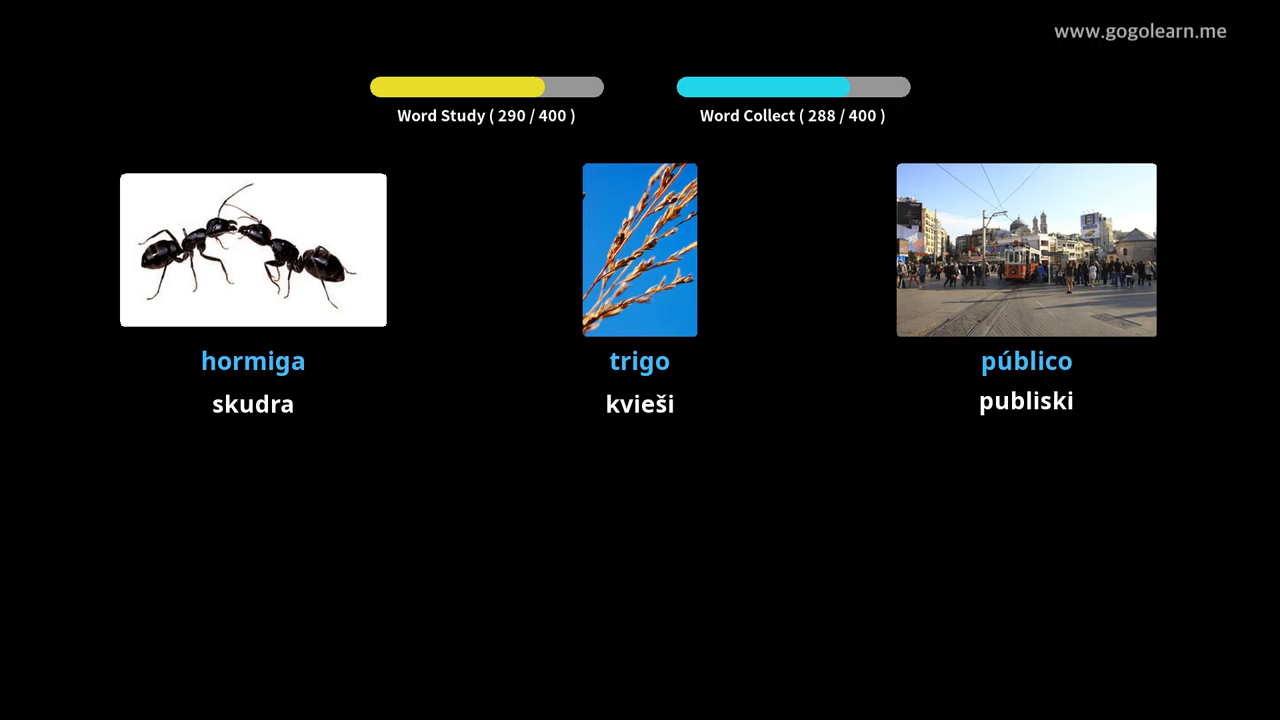 www.gogolearn.me
Word Study ( 290 / 400 )
Word Collect ( 288 / 400 )
hormiga
trigo
público
skudra
kvieši
publiski